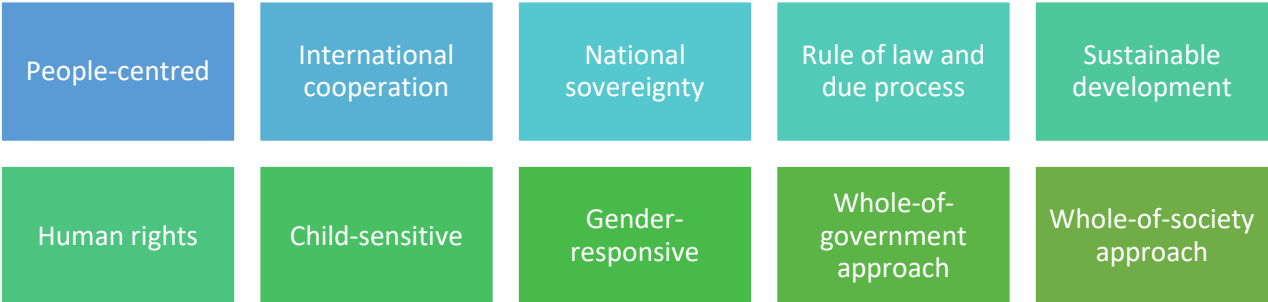 People-centred
International
cooperation
National
sovereignty
Rule of law and
due process
Sustainable
development
Human rights
Child-sensitive
Gender-
responsive
Whole-of-
government
approach
Whole-of-society
approach